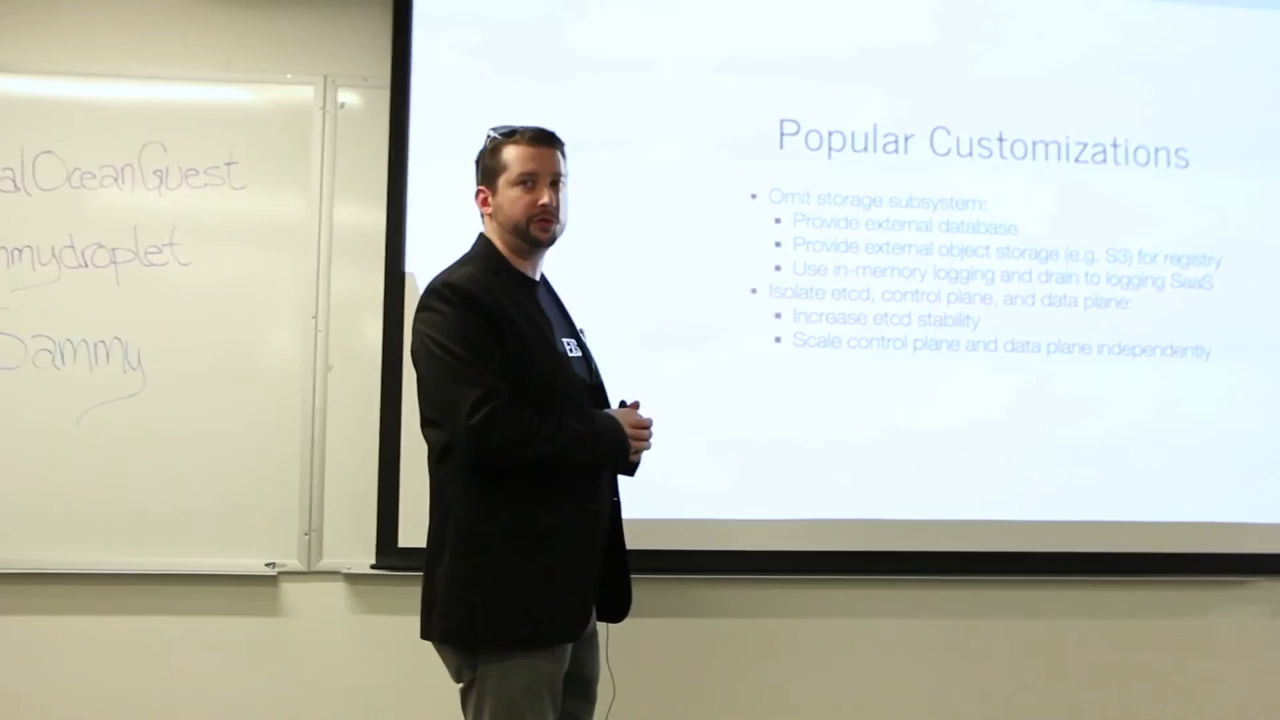 alOceanGuest
mmydroplet
Sammy
Popular Customizations
• Omit storage subsystem:
▪ Provide external database
▪ Provide external object storage (e.g. S3) for registry
▪ Use in-memory logging and drain to logging SaaS
• Isolate etcd, control plane, and data plane:
▪ Increase etcd stability
▪ Scale control plane and data plane independently